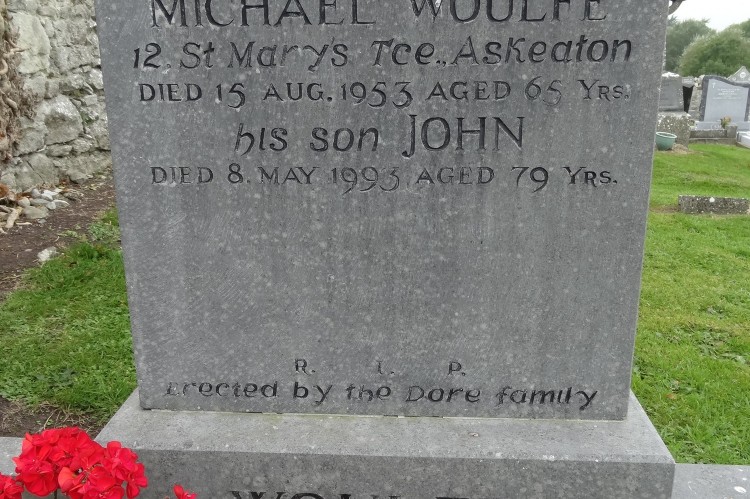 MICHAEL WOULFE
12. St Mary's Tce., Askeaton
DIED 15 AUG. 1953 AGED 65 Yrs.
his son JOHN
DIED 8. MAY 1993 AGED 79 Yrs.
R. I. P.
Erected by the Dore family